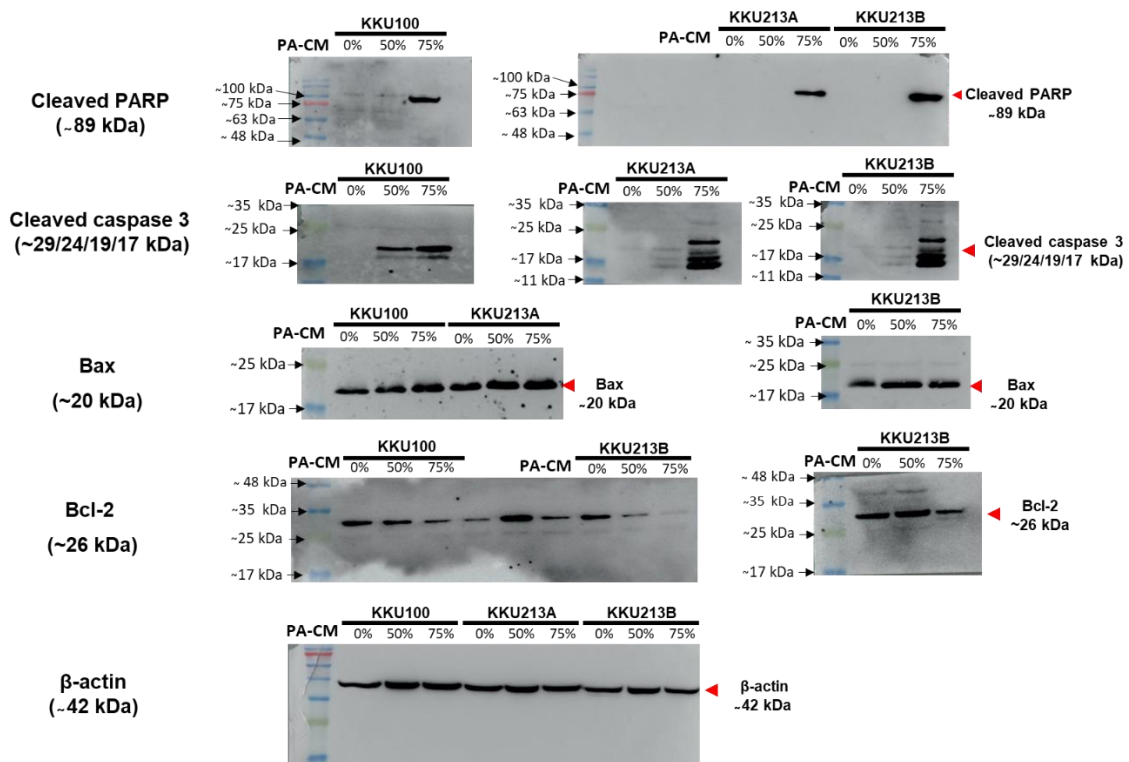 KKU100
PA-CM 0% 50% 75%
KKU213A KKU213B
PA-CM 0% 50% 75% 0% 50% 75%
Cleaved PARP
(~89 kDa)
~100 kDa
~75 kDa
~63 kDa
~ 48 kDa
~100 kDa
~75 kDa
~63 kDa
~ 48 kDa
Cleaved PARP
~89 kDa
Cleaved caspase 3
(~29/24/19/17 kDa)
KKU100
PA-CM 0% 50% 75%
~35 kDa
~25 kDa
~17 kDa
KKU213A
PA-CM 0% 50% 75%
~35 kDa
~25 kDa
~17 kDa
~11 kDa
KKU213B
PA-CM 0% 50% 75%
~35 kDa
~25 kDa
~17 kDa
~11 kDa
Cleaved caspase 3
(~29/24/19/17 kDa)
Bax
(~20 kDa)
KKU100 KKU213A
PA-CM 0% 50% 75% 0% 50% 75%
~25 kDa
~17 kDa
Bax
~20 kDa
KKU213B
PA-CM 0% 50% 75%
~ 35 kDa
~25 kDa
~17 kDa
Bax
~20 kDa
Bcl-2
(~26 kDa)
KKU100 KKU213B
PA-CM 0% 50% 75% PA-CM 0% 50% 75%
~ 48 kDa
~35 kDa
~25 kDa
~17 kDa
KKU213B
PA-CM 0% 50% 75%
~48 kDa
~35 kDa
~25 kDa
~17 kDa
Bcl-2
~26 kDa
β-actin
(~42 kDa)
KKU100 KKU213A KKU213B
PA-CM 0% 50% 75% 0% 50% 75% 0% 50% 75%
β-actin
~42 kDa